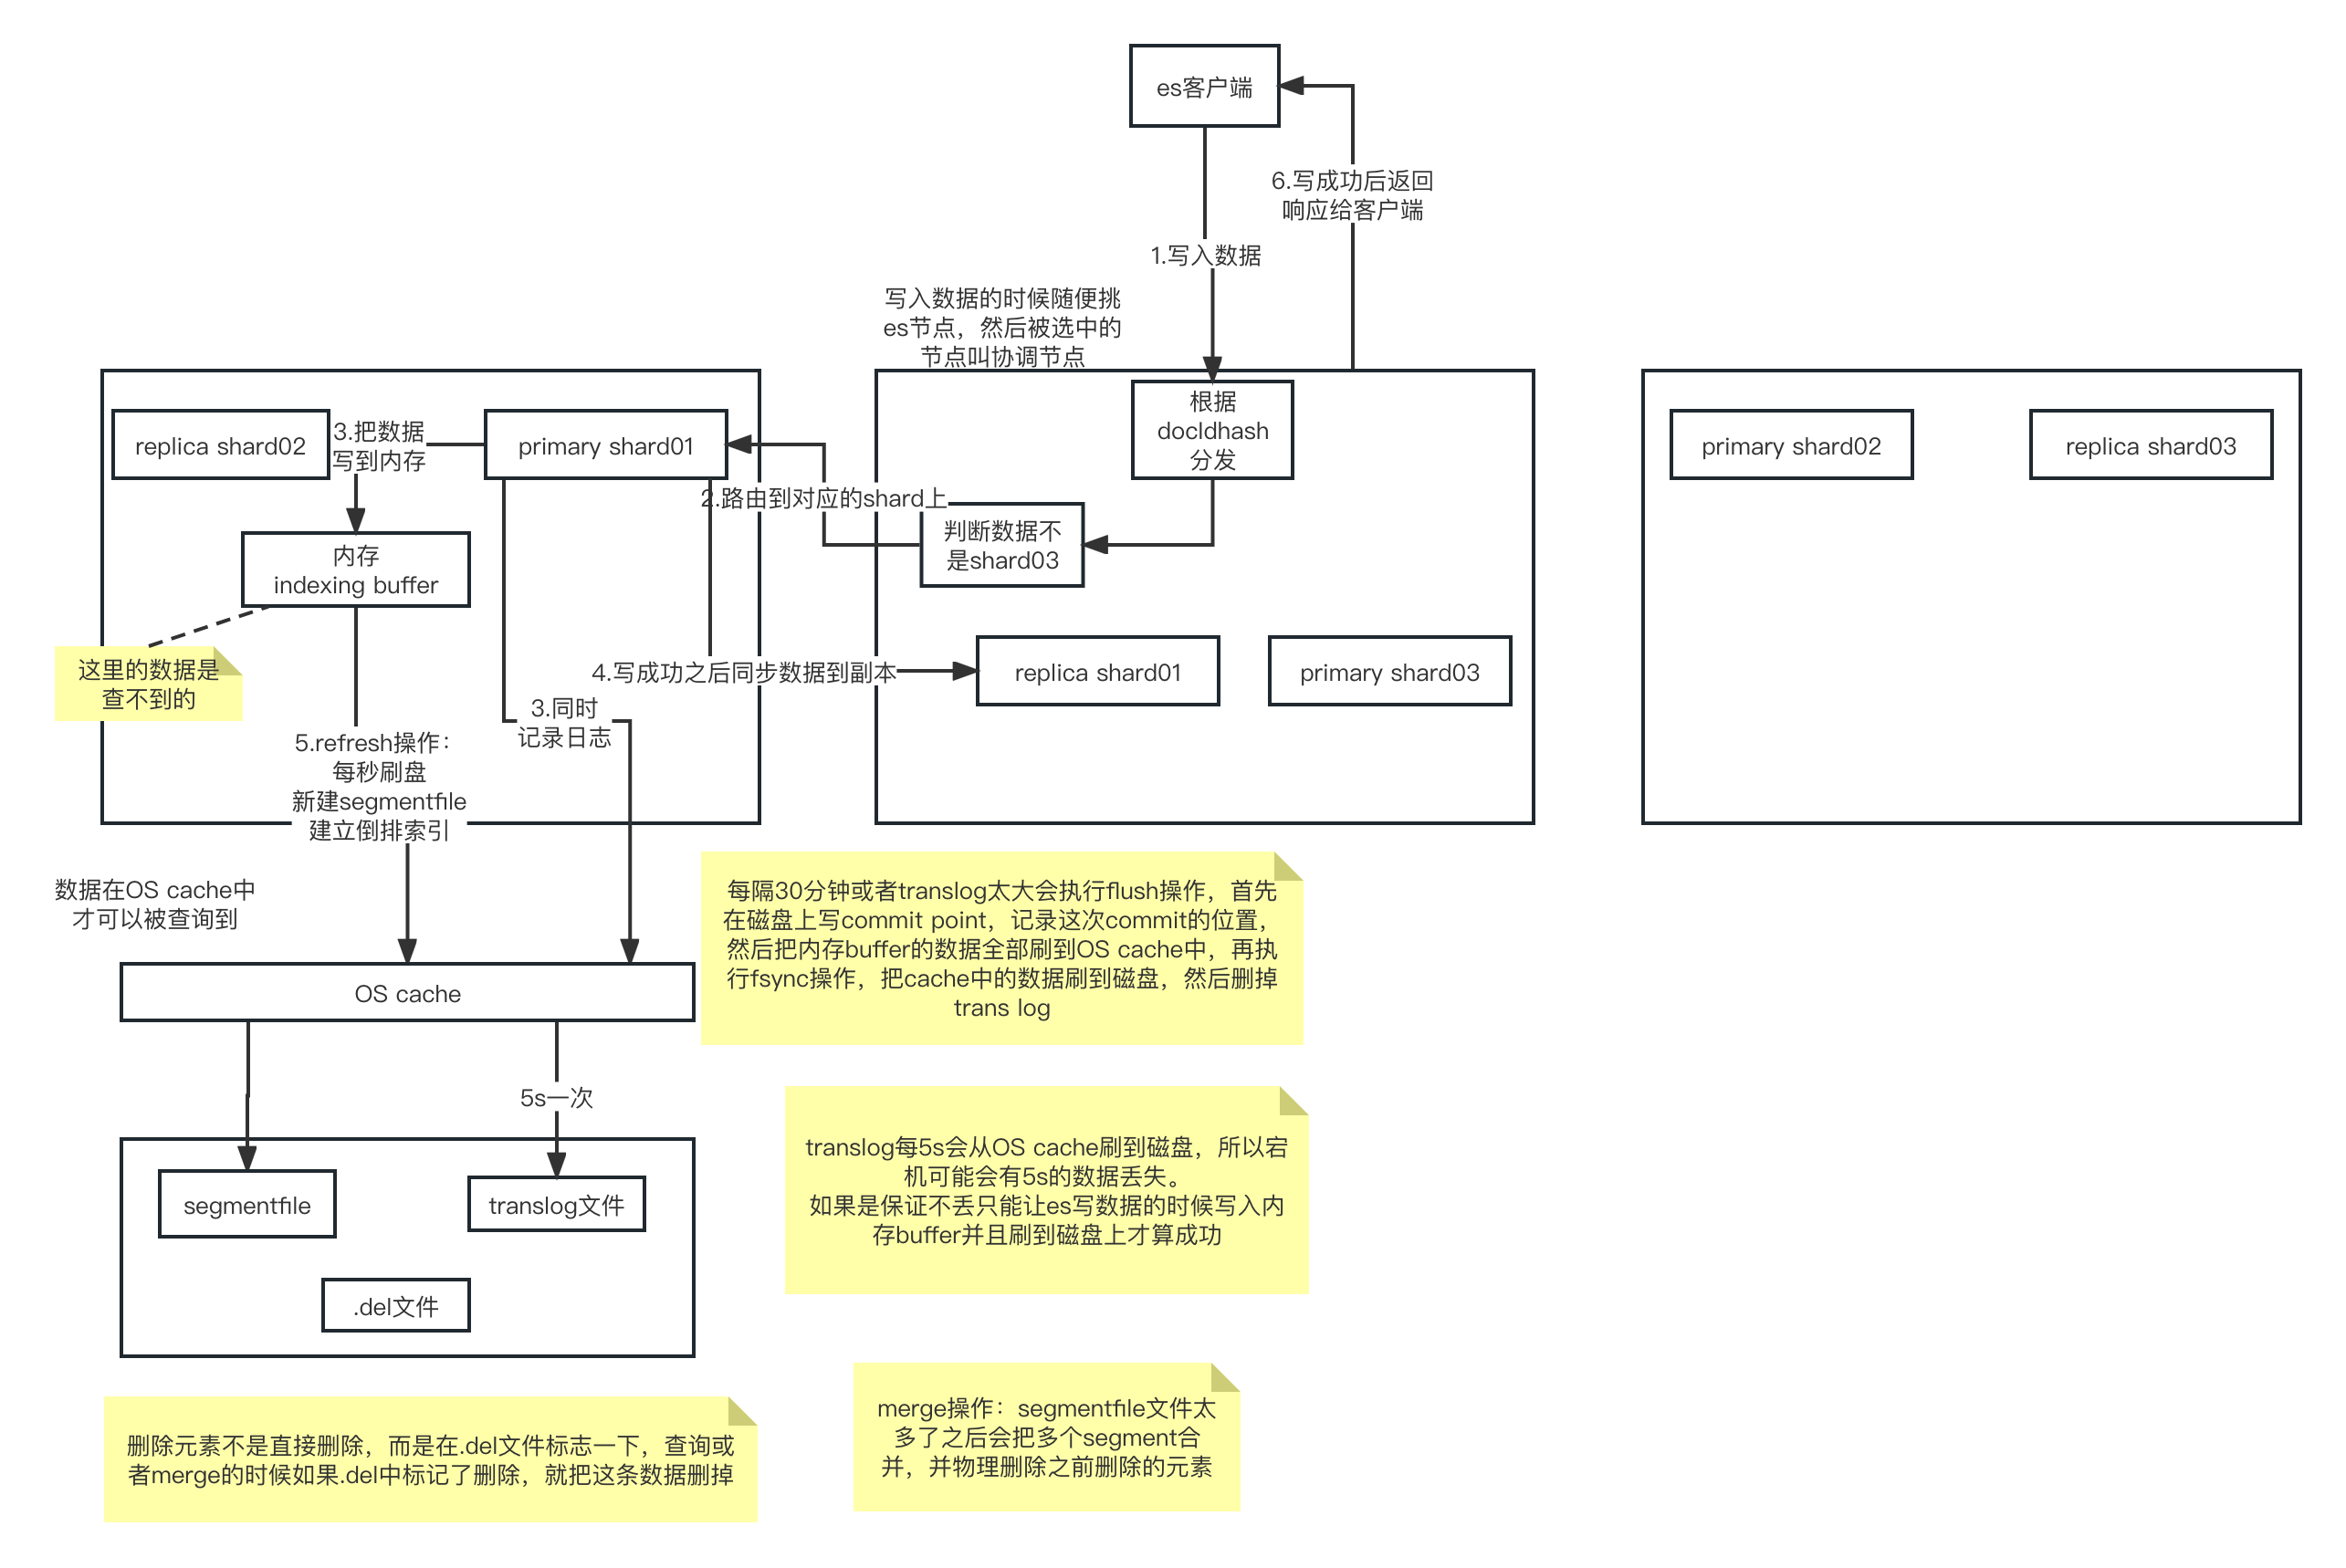 es客户端
6.写成功后返回
响应给客户端
1.写入数据
写入数据的时候随便挑
es节点，然后被选中的
节点叫协调节点
replica shard02
3.把数据
写到内存
primary shard01
根据
docIdhash
分发
primary shard02
replica shard03
2.路由到对应的shard上
判断数据不
是shard03
内存
indexing buffer
这里的数据是
查不到的
4.写成功之后同步数据到副本
replica shard01
primary shard03
3.同时
记录日志
5.refresh操作：
每秒刷盘
新建segmentfile
建立倒排索引
数据在OS cache中
才可以被查询到
每隔30分钟或者translog太大会执行flush操作，首先
在磁盘上写commit point，记录这次commit的位置，
然后把内存buffer的数据全部刷到OS cache中，再执
行fsync操作，把cache中的数据刷到磁盘，然后删掉
trans log
OS cache
5s一次
translog每5s会从OS cache刷到磁盘，所以宕
机可能会有5s的数据丢失。
如果是保证不丢只能让es写数据的时候写入内
存buffer并且刷到磁盘上才算成功
segmentfile
translog文件
.del文件
merge操作：segmentfile文件太
多了之后会把多个segment合
并，并物理删除之前删除的元素
删除元素不是直接删除，而是在.del文件标志一下，查询或
者merge的时候如果.del中标记了删除，就把这条数据删掉